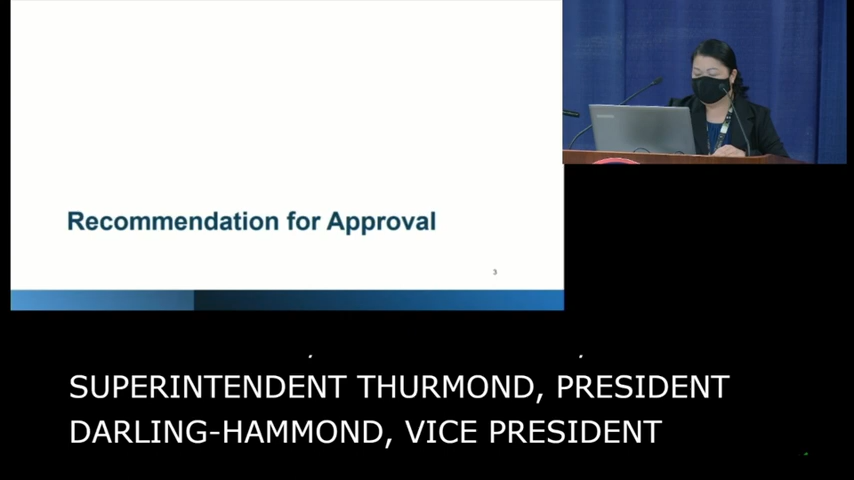 Recommendation for Approval
3
SUPERINTENDENT THURMOND, PRESIDENT
DARLING-HAMMOND, VICE PRESIDENT